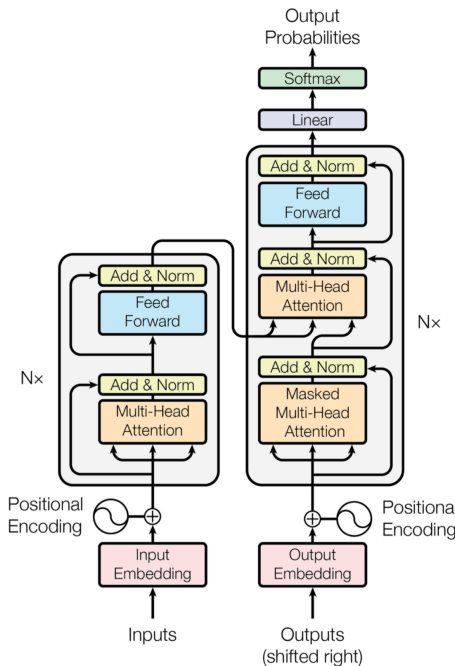 Output
Probabilities
Softmax
Linear
Add & Norm
Feed
Forward
Add & Norm
Multi-Head
Attention
Add & Norm
Masked
Multi-Head
Attention
Nx
Positional
Encoding
Output
Embedding
Outputs
(shifted right)
Add & Norm
Feed
Forward
Nx
Add & Norm
Multi-Head
Attention
Positional
Encoding
Input
Embedding
Inputs